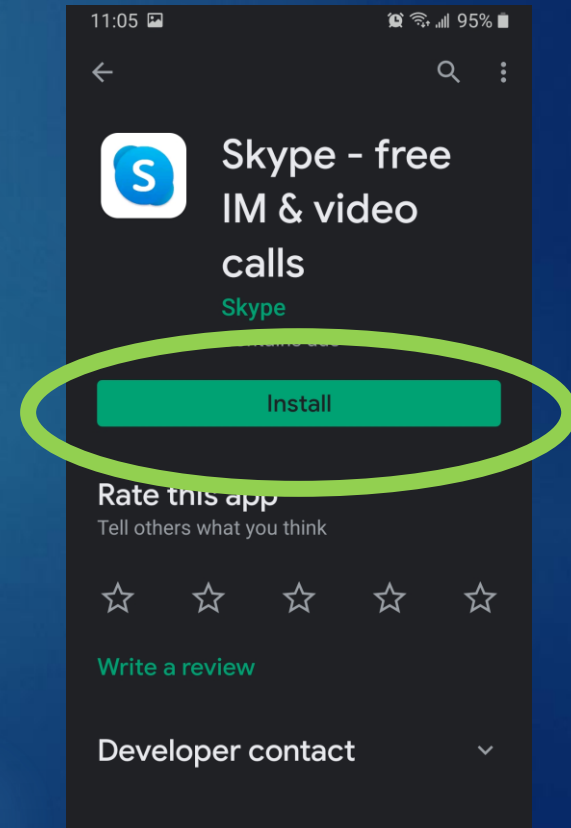 11:05 95%
S
Skype - free
IM & video
calls
Skype
Install
Rate this app
Tell others what you think
Write a review
Developer contact